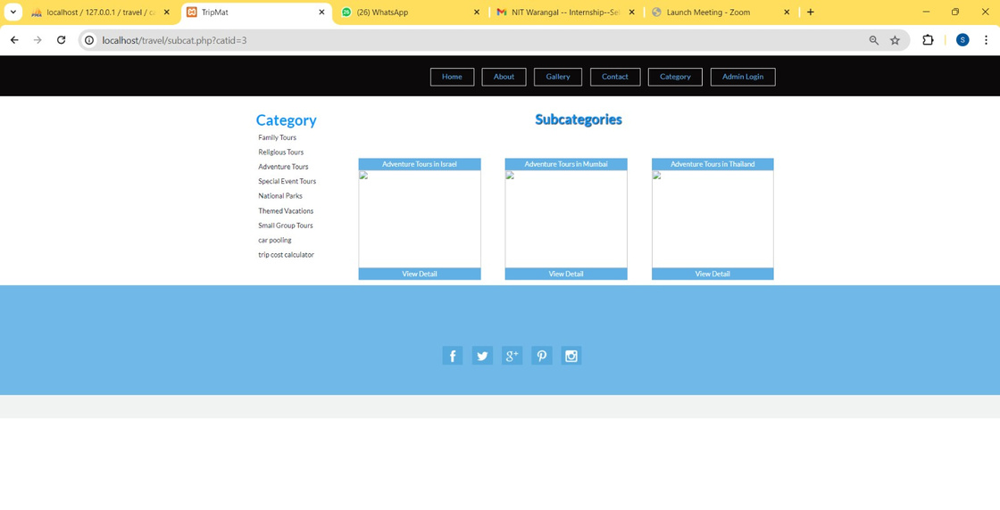 localhost / 127.0.0.1 / travel / ca
TripMat
(26) WhatsApp
NIT Warangal -- Internship--Sel
Launch Meeting - Zoom
localhost/travel/subcat.php?catid=3
S
Home
About
Gallery
Contact
Category
Admin Login
Category
Family Tours
Religious Tours
Adventure Tours
Special Event Tours
National Parks
Themed Vacations
Small Group Tours
car pooling
trip cost calculator
Subcategories
Adventure Tours in Israel
Adventure Tours in Mumbai
Adventure Tours in Thailand
View Detail
View Detail
View Detail